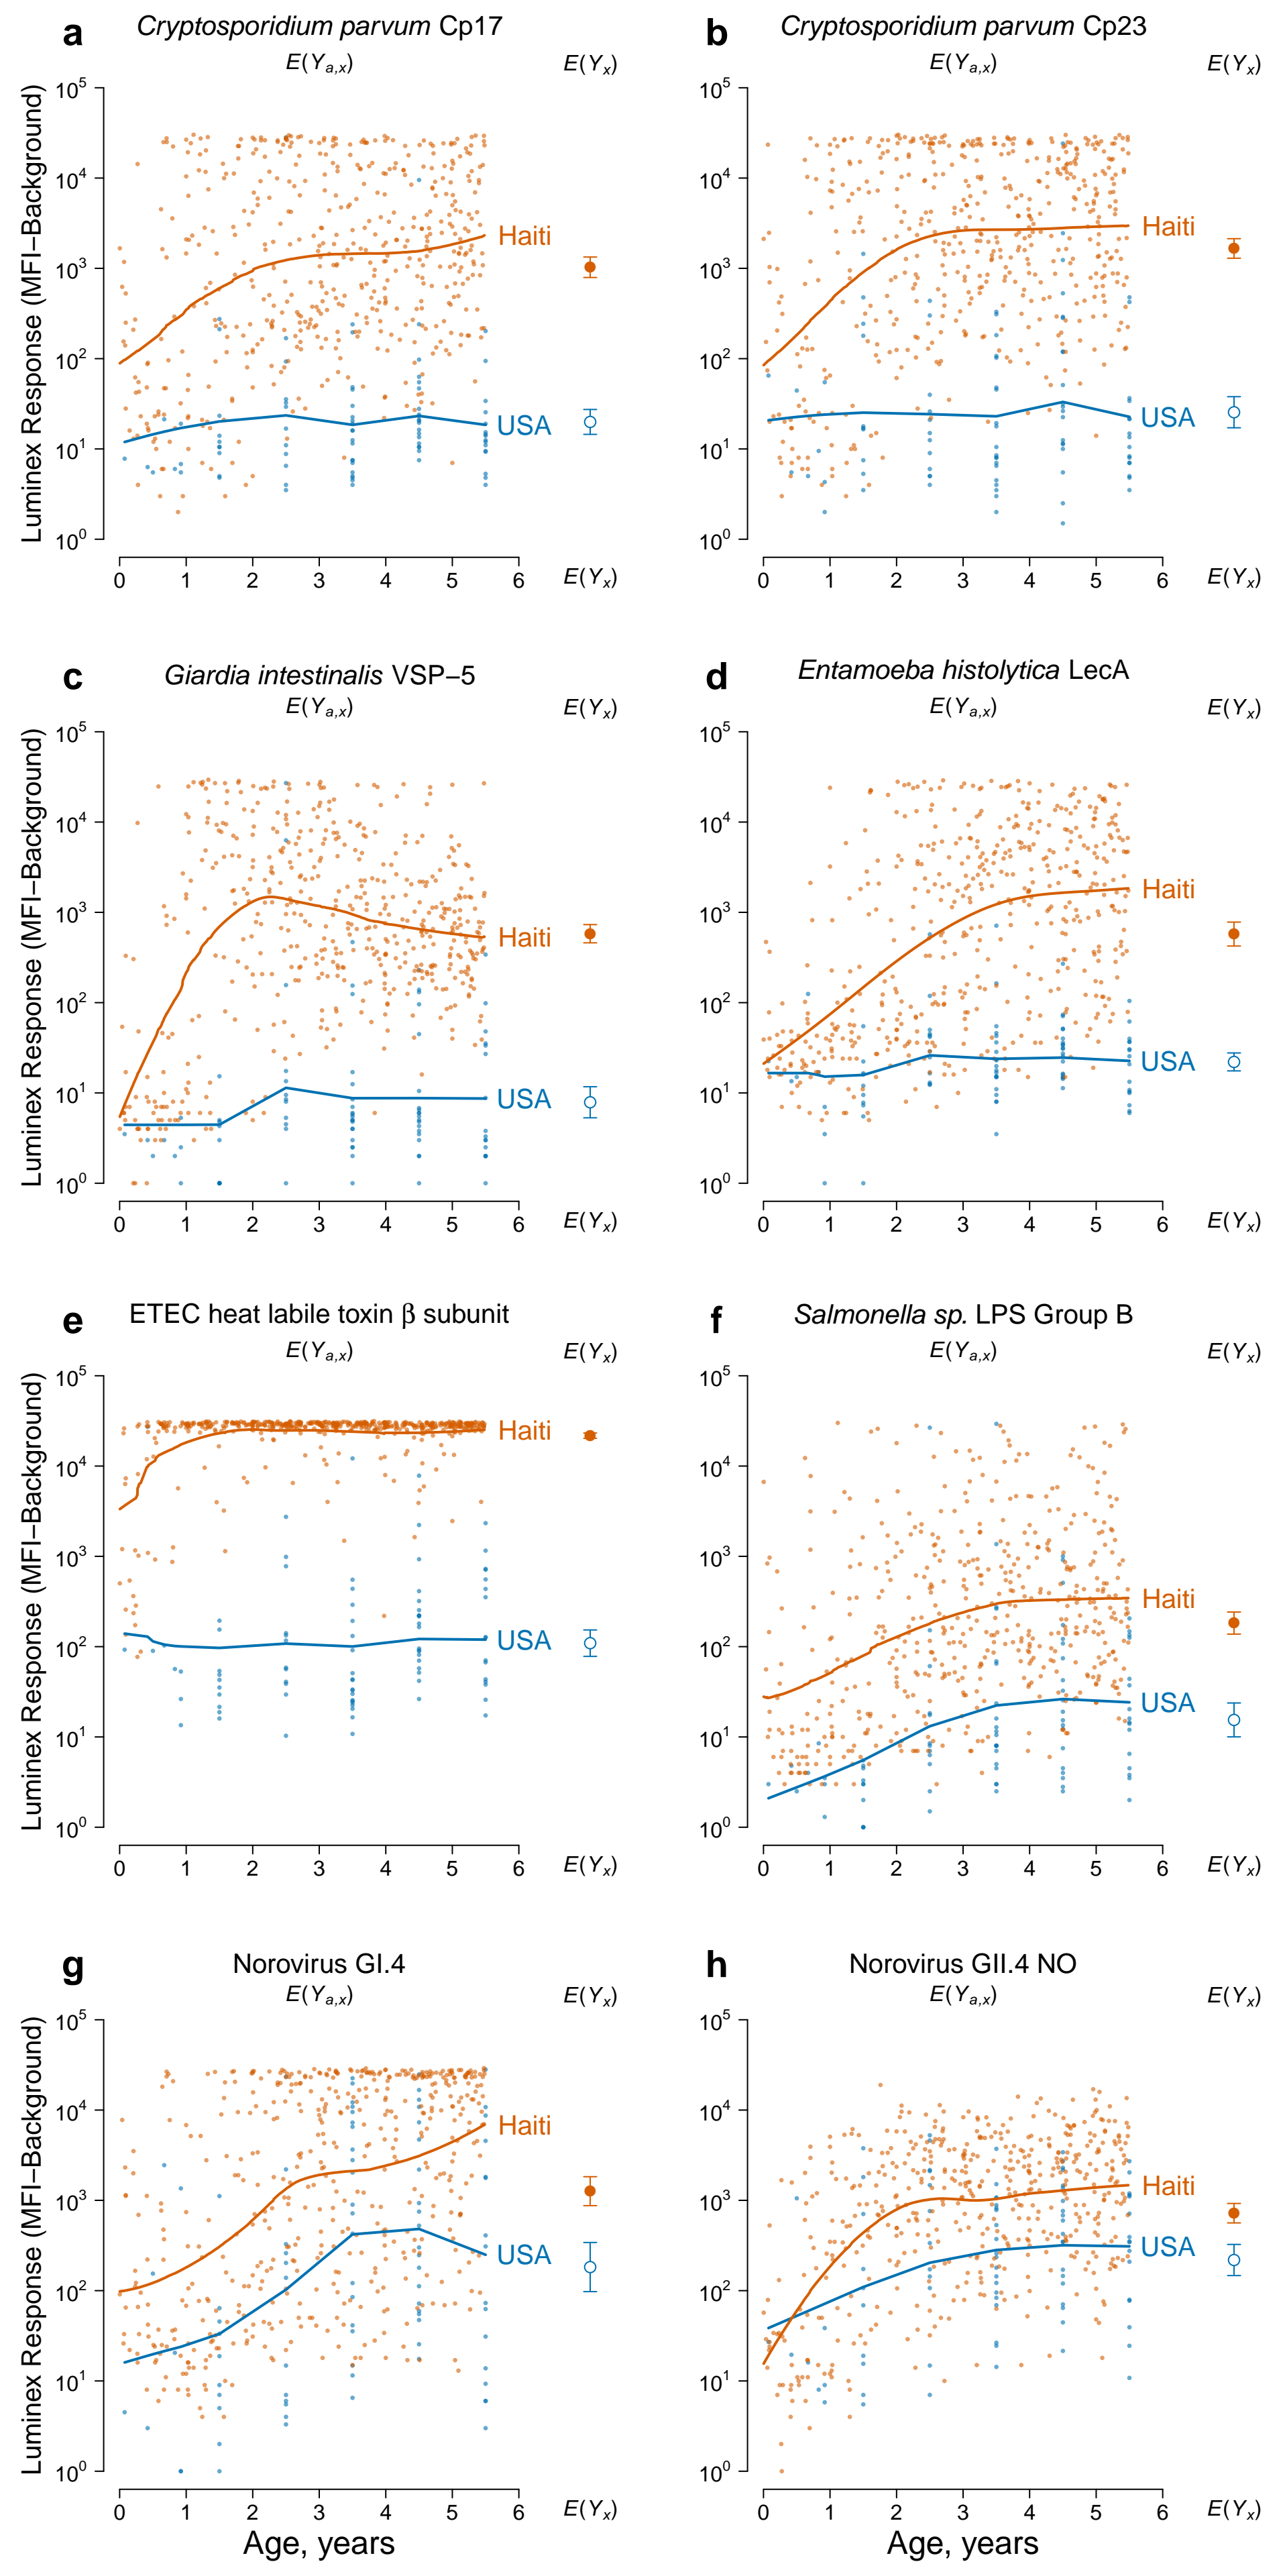 a Cryptosporidium parvum Cp17
E(Ya,x) E(Yx)
Luminex Response (MFI−Background)
10^5
10^4
10^3
10^2
10^1
10^0
Haiti
USA
0 1 2 3 4 5 6 E(Yx)
b Cryptosporidium parvum Cp23
E(Ya,x) E(Yx)
10^5
10^4
10^3
10^2
10^1
10^0
Haiti
USA
0 1 2 3 4 5 6 E(Yx)
c Giardia intestinalis VSP−5
E(Ya,x) E(Yx)
Luminex Response (MFI−Background)
10^5
10^4
10^3
10^2
10^1
10^0
Haiti
USA
0 1 2 3 4 5 6 E(Yx)
d Entamoeba histolytica LecA
E(Ya,x) E(Yx)
10^5
10^4
10^3
10^2
10^1
10^0
Haiti
USA
0 1 2 3 4 5 6 E(Yx)
e ETEC heat labile toxin β subunit
E(Ya,x) E(Yx)
Luminex Response (MFI−Background)
10^5
10^4
10^3
10^2
10^1
10^0
Haiti
USA
0 1 2 3 4 5 6 E(Yx)
f Salmonella sp. LPS Group B
E(Ya,x) E(Yx)
10^5
10^4
10^3
10^2
10^1
10^0
Haiti
USA
0 1 2 3 4 5 6 E(Yx)
g Norovirus GI.4
E(Ya,x) E(Yx)
Luminex Response (MFI−Background)
10^5
10^4
10^3
10^2
10^1
10^0
Haiti
USA
0 1 2 3 4 5 6 E(Yx)
Age, years
h Norovirus GII.4 NO
E(Ya,x) E(Yx)
10^5
10^4
10^3
10^2
10^1
10^0
Haiti
USA
0 1 2 3 4 5 6 E(Yx)
Age, years